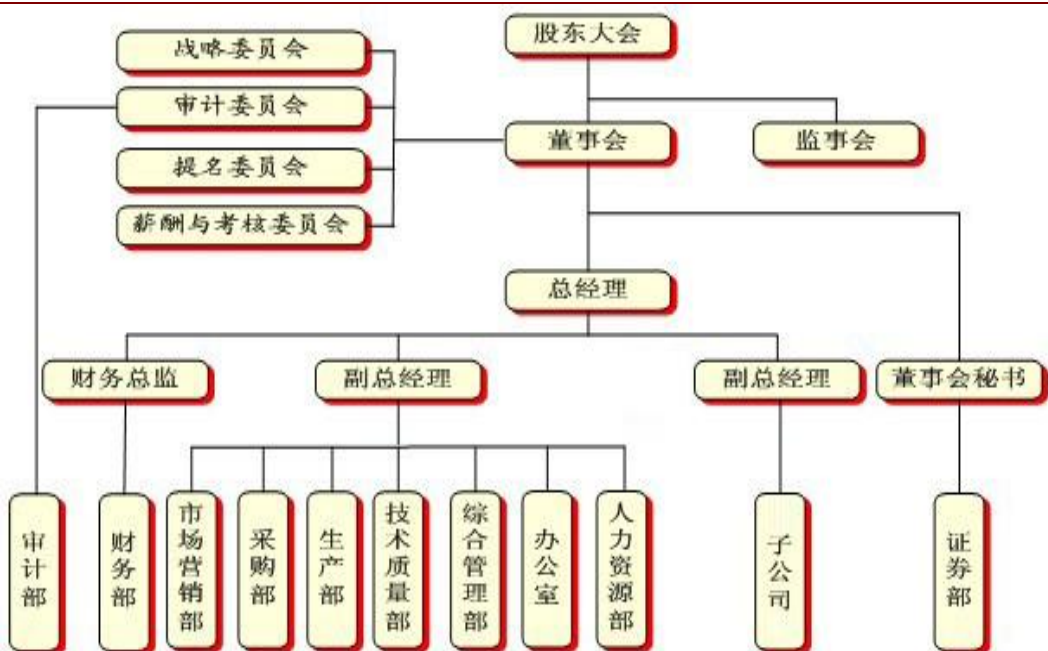 股东大会
战略委员会
审计委员会
董事会
监事会
提名委员会
薪酬与考核委员会
总经理
财务总监
副总经理
副总经理
董事会秘书
审计部
财务部
市场营销部
采购部
生产部
技术质量部
综合管理部
办公室
人力资源部
子公司
证券部